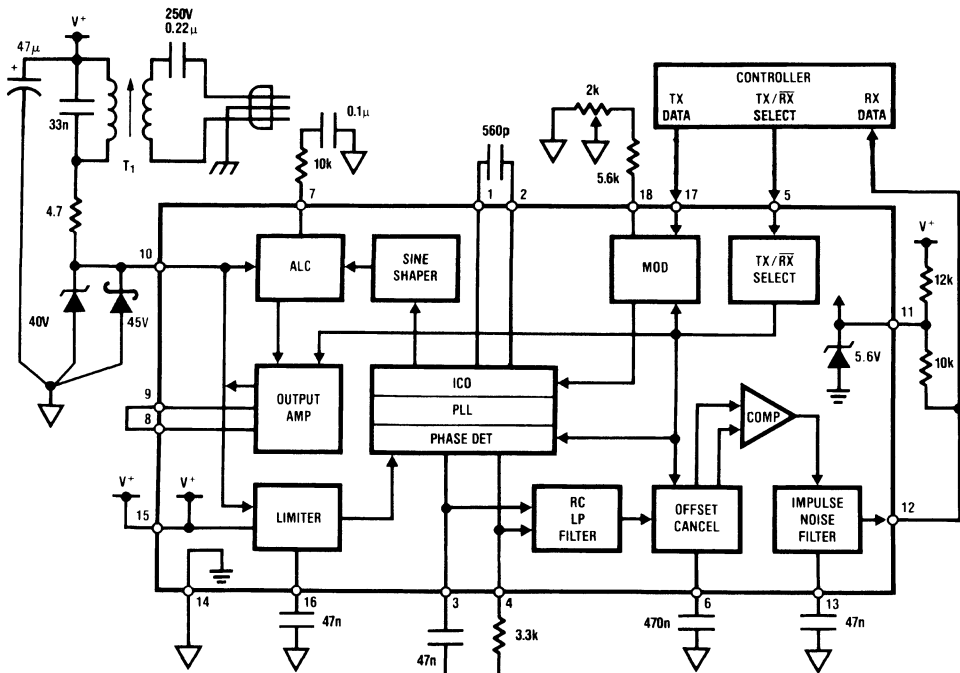 250V
0.22μ
V+
47μ
+
33n
T1
4.7
0.1μ
10k
7
560p
1
2
2k
5.6k
18
17
5
CONTROLLER
TX DATA
TX/R̅X̅ SELECT
RX DATA
10
ALC
SINE SHAPER
MOD
TX/R̅X̅ SELECT
V+
12k
11
10k
5.6V
40V
45V
9
8
OUTPUT AMP
ICO
PLL
PHASE DET
COMP
V+
V+
15
LIMITER
RC LP FILTER
OFFSET CANCEL
IMPULSE NOISE FILTER
12
14
16
47n
3
47n
4
3.3k
6
470n
13
47n